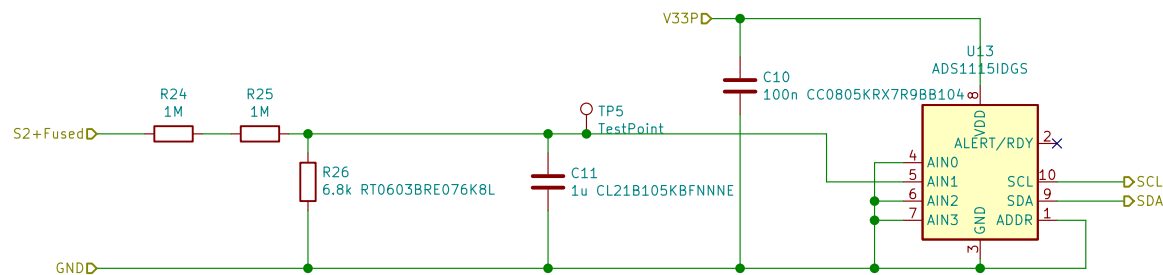 V33P
U13
ADS1115IDGS
C10
100n CC0805KRX7R9BB104
R24
1M
R25
1M
TP5
TestPoint
S2+Fused
8
VDD
ALERT/RDY
2
4
AIN0
R26
6.8k RT0603BRE076K8L
C11
1u CL21B105KBFNNNE
5
AIN1
SCL
10
SCL
6
AIN2
SDA
9
SDA
7
AIN3
GND
ADDR
1
3
GND